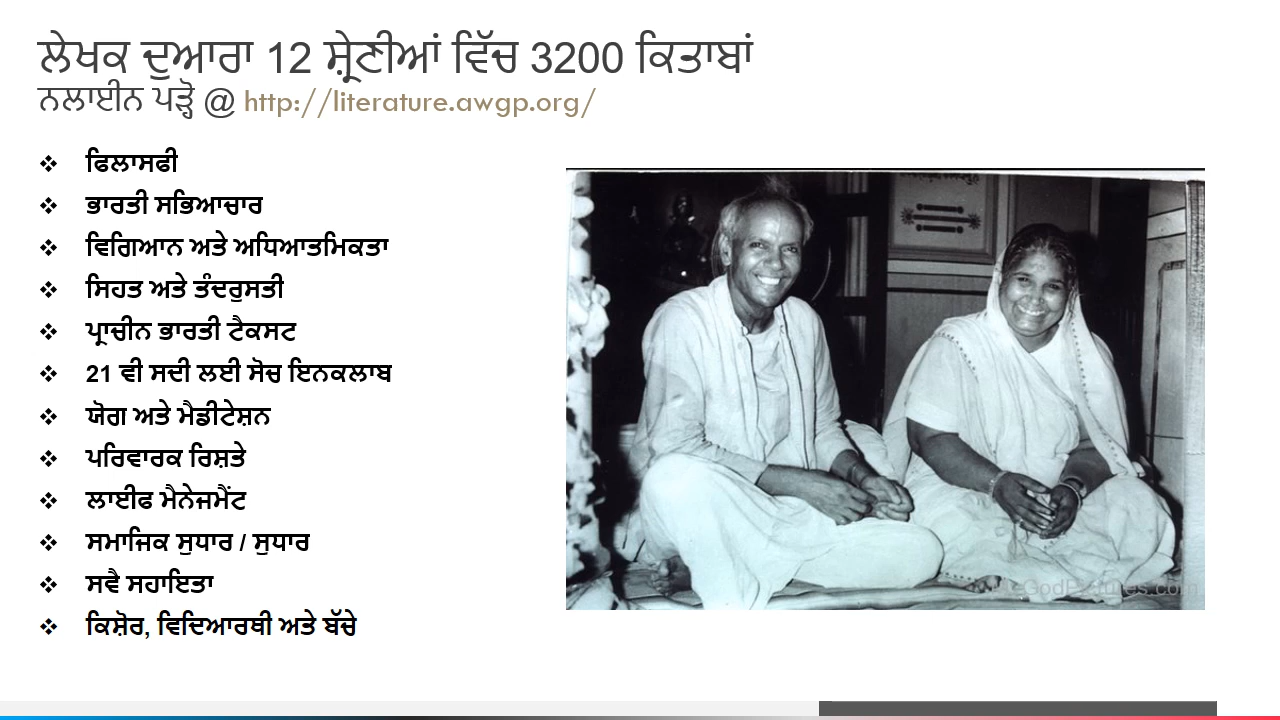 ਲੇਖਕ ਦੁਆਰਾ 12 ਸ਼੍ਰੇਣੀਆਂ ਵਿੱਚ 3200 ਕਿਤਾਬਾਂ
ਨਲਾਈਨ ਪੜ੍ਹੋ @ http://literature.awgp.org/
❖ ਫਿਲਾਸਫੀ
❖ ਭਾਰਤੀ ਸਭਿਆਚਾਰ
❖ ਵਿਗਿਆਨ ਅਤੇ ਅਧਿਆਤਮਿਕਤਾ
❖ ਸਿਹਤ ਅਤੇ ਤੰਦਰੁਸਤੀ
❖ ਪ੍ਰਾਚੀਨ ਭਾਰਤੀ ਟੈਕਸਟ
❖ 21 ਵੀ ਸਦੀ ਲਈ ਸੋਚ ਇਨਕਲਾਬ
❖ ਯੋਗ ਅਤੇ ਮੈਡੀਟੇਸ਼ਨ
❖ ਪਰਿਵਾਰਕ ਰਿਸ਼ਤੇ
❖ ਲਾਈਫ ਮੈਨੇਜਮੈਂਟ
❖ ਸਮਾਜਿਕ ਸੁਧਾਰ / ਸੁਧਾਰ
❖ ਸਵੈ ਸਹਾਇਤਾ
❖ ਕਿਸ਼ੋਰ, ਵਿਦਿਆਰਥੀ ਅਤੇ ਬੱਚੇ